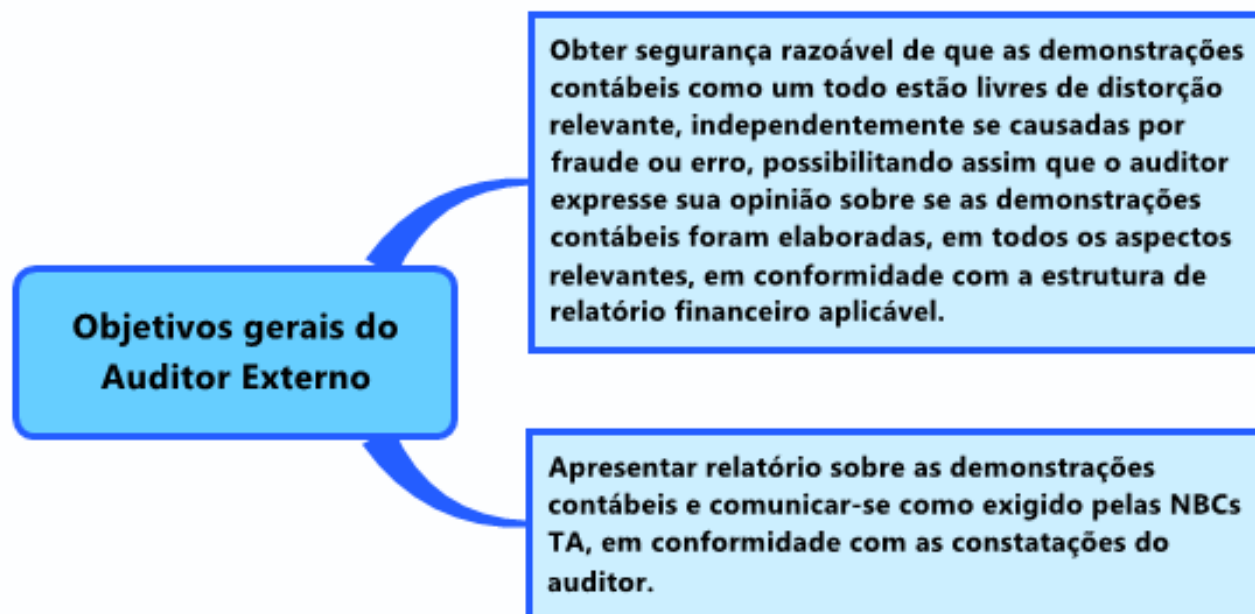 Obter segurança razoável de que as demonstrações
contábeis como um todo estão livres de distorção
relevante, independentemente se causadas por
fraude ou erro, possibilitando assim que o auditor
expresse sua opinião sobre se as demonstrações
contábeis foram elaboradas, em todos os aspectos
relevantes, em conformidade com a estrutura de
relatório financeiro aplicável.
Objetivos gerais do
Auditor Externo
Apresentar relatório sobre as demonstrações
contábeis e comunicar-se como exigido pelas NBCs
TA, em conformidade com as constatações do
auditor.